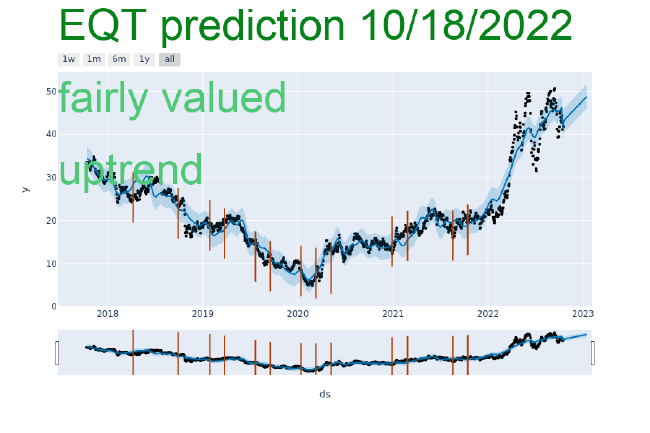 EQT prediction 10/18/2022
1w 1m 6m 1y all
fairly valued
uptrend
y
50
40
30
20
10
0
2018 2019 2020 2021 2022 2023
ds